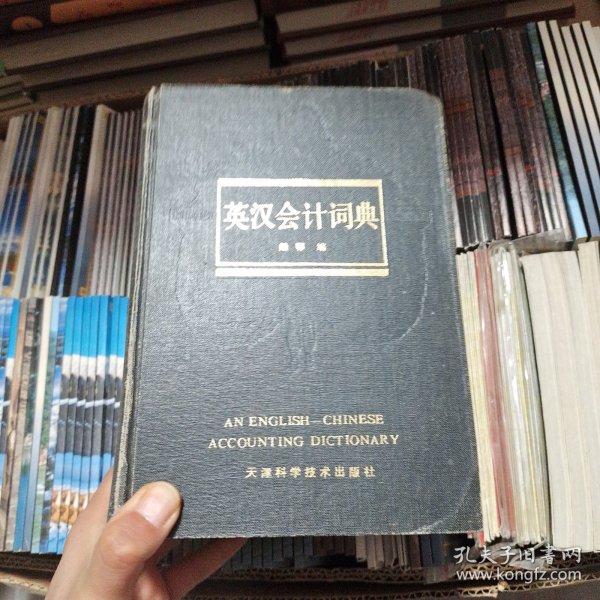 英汉会计词典
编
AN ENGLISH—CHINESE
ACCOUNTING DICTIONARY
天津科学技术出版社
孔夫子旧书网
www.kongfz.com